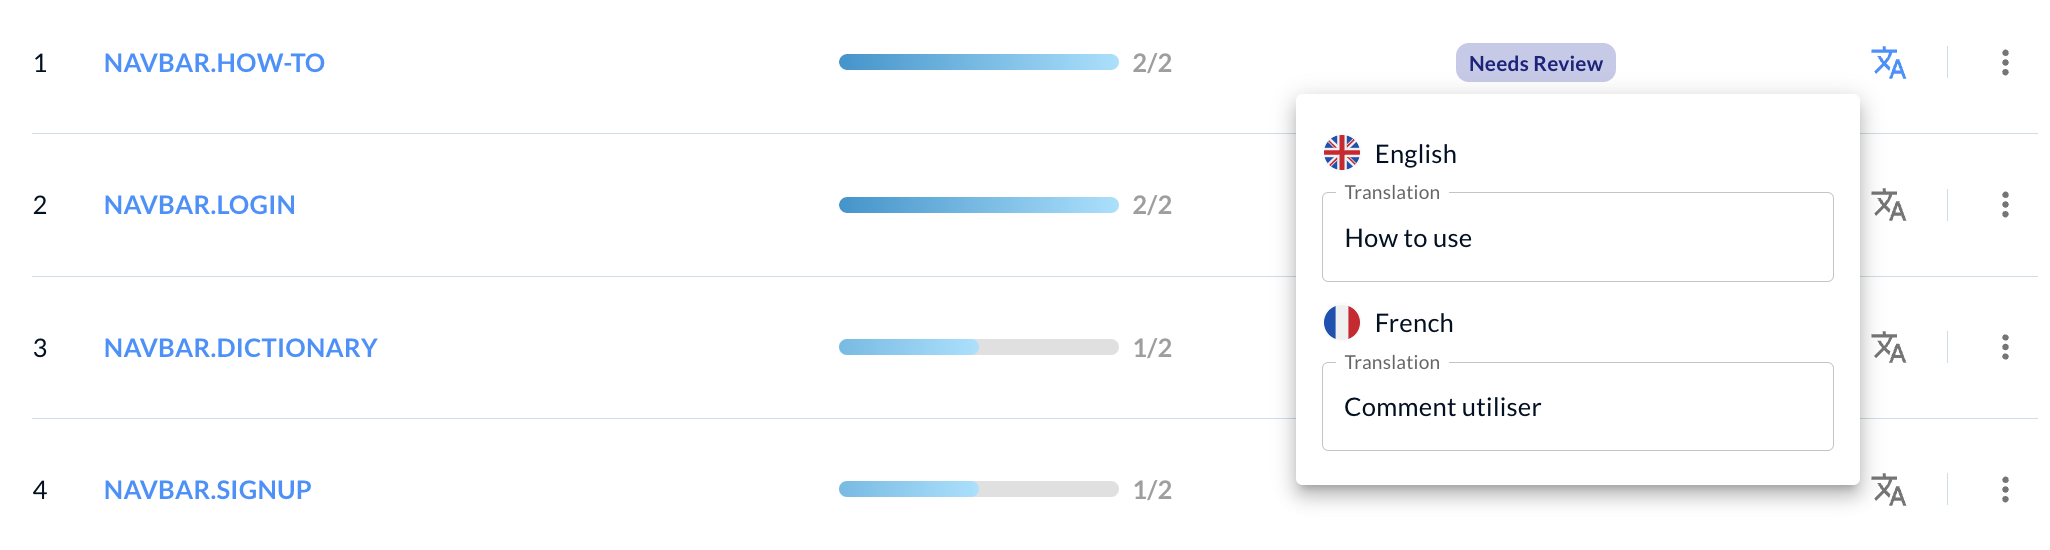 1 NAVBAR.HOW-TO 2/2 Needs Review
English
Translation
How to use
French
Translation
Comment utiliser
2 NAVBAR.LOGIN 2/2
3 NAVBAR.DICTIONARY 1/2
4 NAVBAR.SIGNUP 1/2